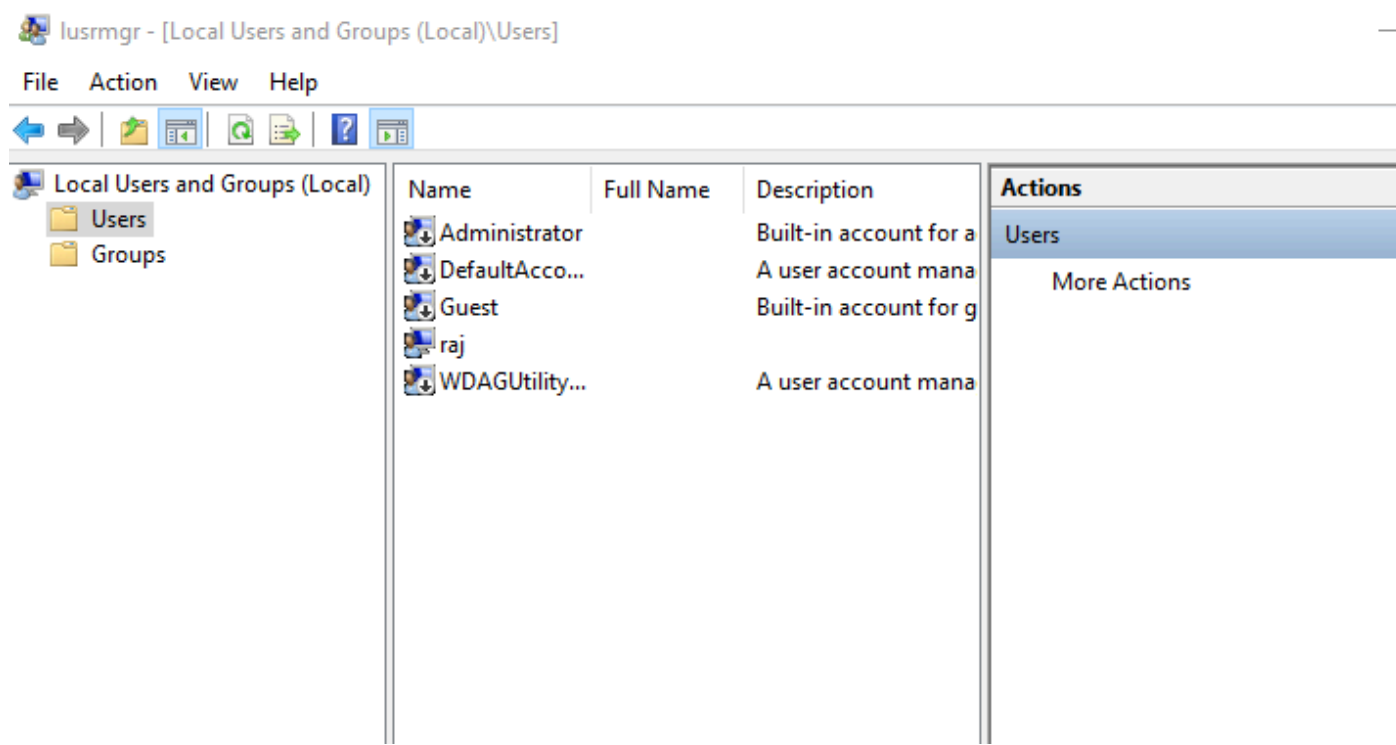 lusrmgr - [Local Users and Groups (Local)\Users]
File Action View Help
Local Users and Groups (Local)
Users
Groups
Name Full Name Description
Administrator Built-in account for a
DefaultAcco... A user account mana
Guest Built-in account for g
raj
WDAGUtility... A user account mana
Actions
Users
More Actions